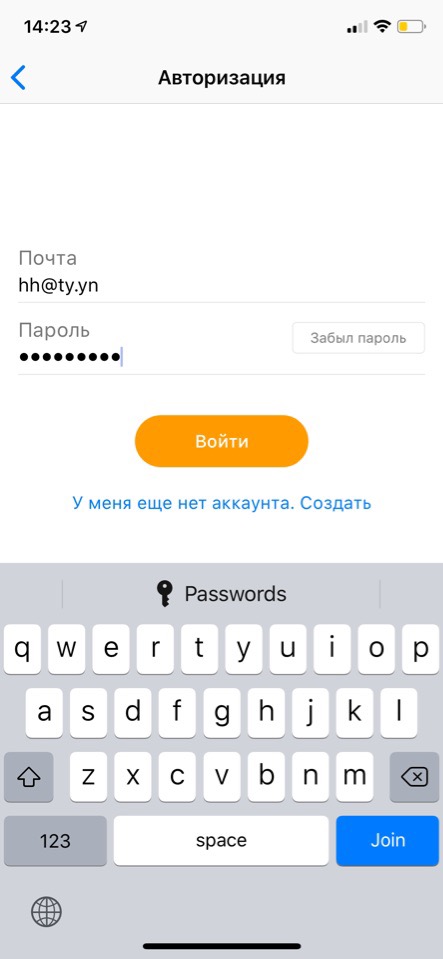 14:23
Авторизация
Почта
hh@ty.yn
Пароль
Забыл пароль
●●●●●●●●●
Войти
У меня еще нет аккаунта. Создать
Passwords
q w e r t y u i o p
a s d f g h j k l
z x c v b n m
123 space Join